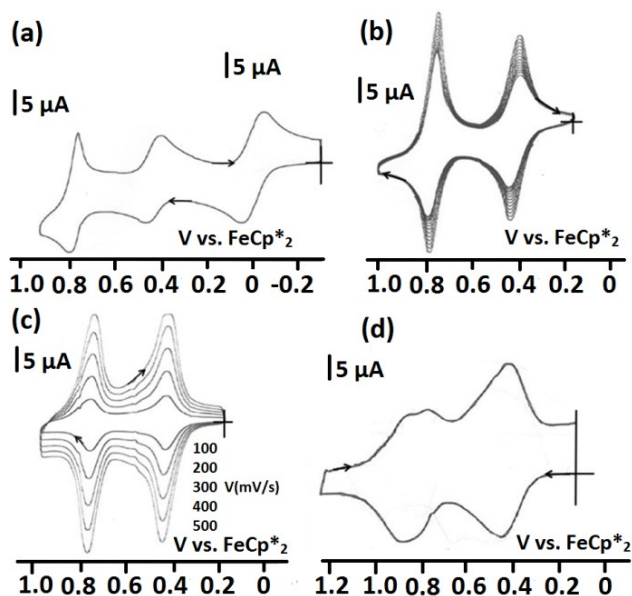 (a)
5 µA
5 µA
V vs. FeCp*2
1.0 0.8 0.6 0.4 0.2 0 -0.2
(b)
5 µA
V vs. FeCp*2
1.0 0.8 0.6 0.4 0.2 0
(c)
5 µA
100
200
300 V(mV/s)
400
500
V vs. FeCp*2
1.0 0.8 0.6 0.4 0.2 0
(d)
5 µA
V vs. FeCp*2
1.2 1.0 0.8 0.6 0.4 0.2 0